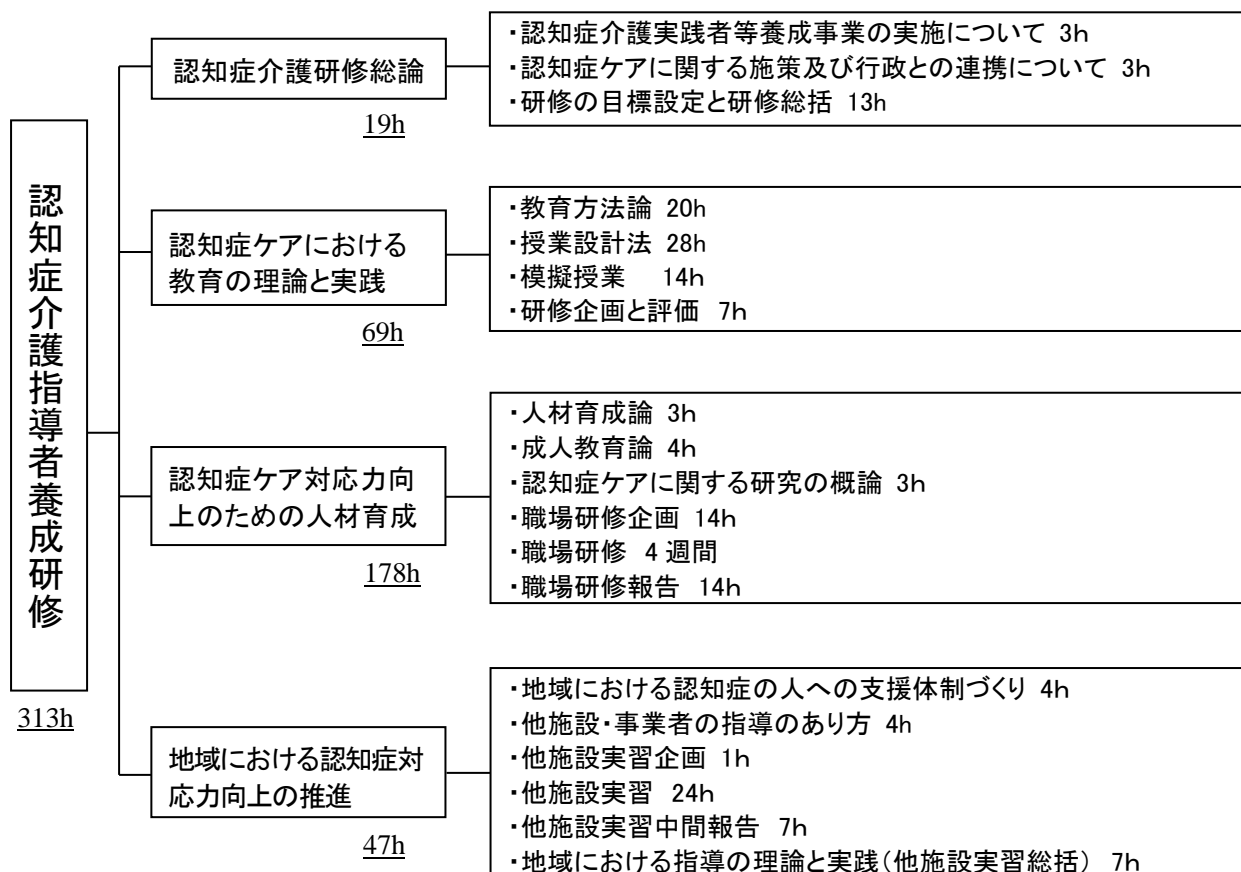 認知症介護指導者養成研修
313h
認知症介護研修総論
19h
・認知症介護実践者等養成事業の実施について 3h
・認知症ケアに関する施策及び行政との連携について 3h
・研修の目標設定と研修総括 13h
認知症ケアにおける
教育の理論と実践
69h
・教育方法論 20h
・授業設計法 28h
・模擬授業 14h
・研修企画と評価 7h
認知症ケア対応力向
上のための人材育成
178h
・人材育成論 3h
・成人教育論 4h
・認知症ケアに関する研究の概論 3h
・職場研修企画 14h
・職場研修 4週間
・職場研修報告 14h
地域における認知症対
応力向上の推進
47h
・地域における認知症の人への支援体制づくり 4h
・他施設・事業者の指導のあり方 4h
・他施設実習企画 1h
・他施設実習 24h
・他施設実習中間報告 7h
・地域における指導の理論と実践(他施設実習総括) 7h